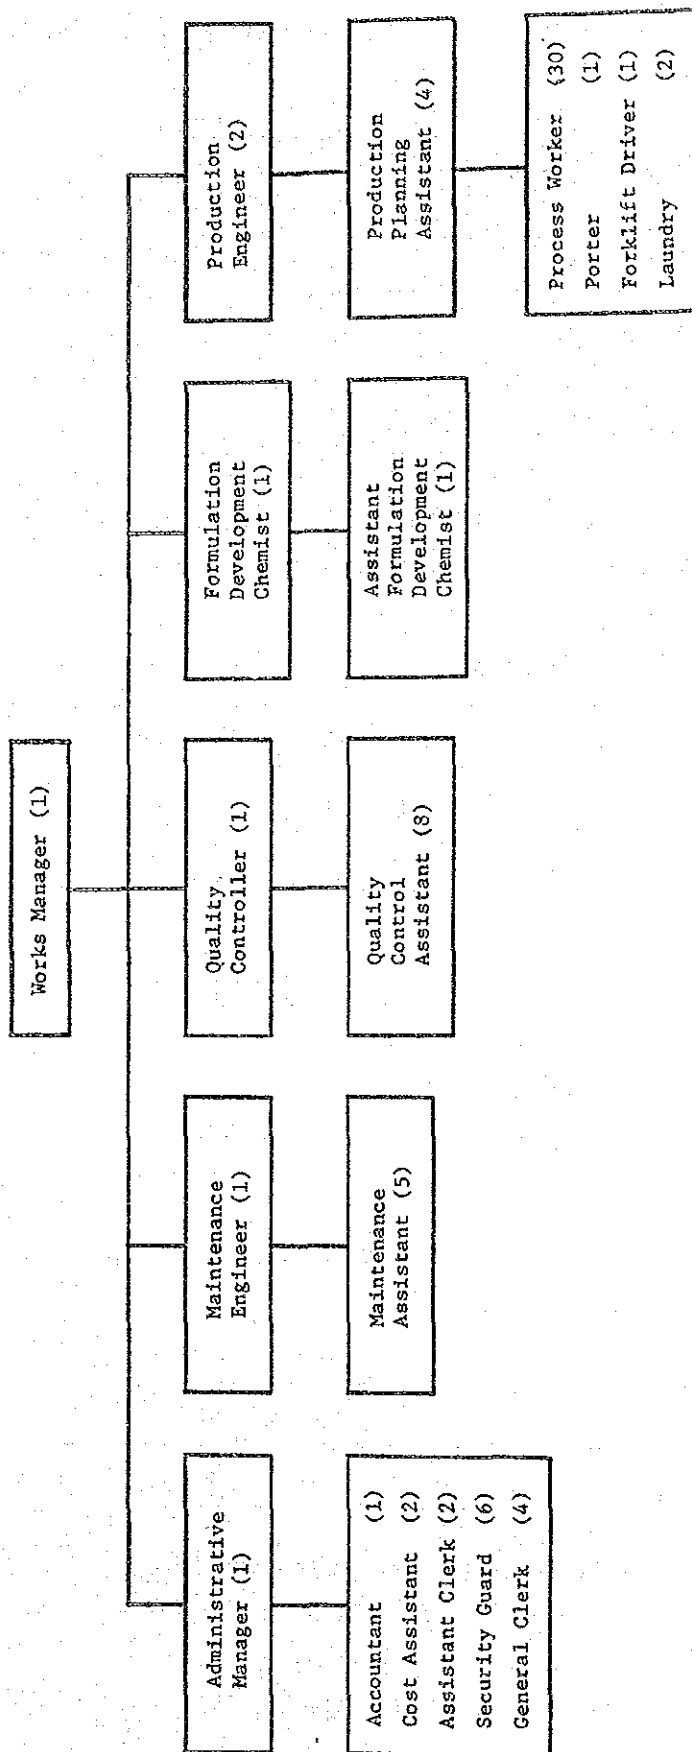 Works Manager (1)
Administrative
Manager (1)
Maintenance
Engineer (1)
Quality
Controller (1)
Formulation
Development
Chemist (1)
Production
Engineer (2)
Accountant (1)
Cost Assistant (2)
Assistant Clerk (2)
Security Guard (6)
General Clerk (4)
Maintenance
Assistant (5)
Quality
Control
Assistant (8)
Assistant
Formulation
Development
Chemist (1)
Production
Planning
Assistant (4)
Process Worker (30)
Porter (1)
Forklift Driver (1)
Laundry (2)